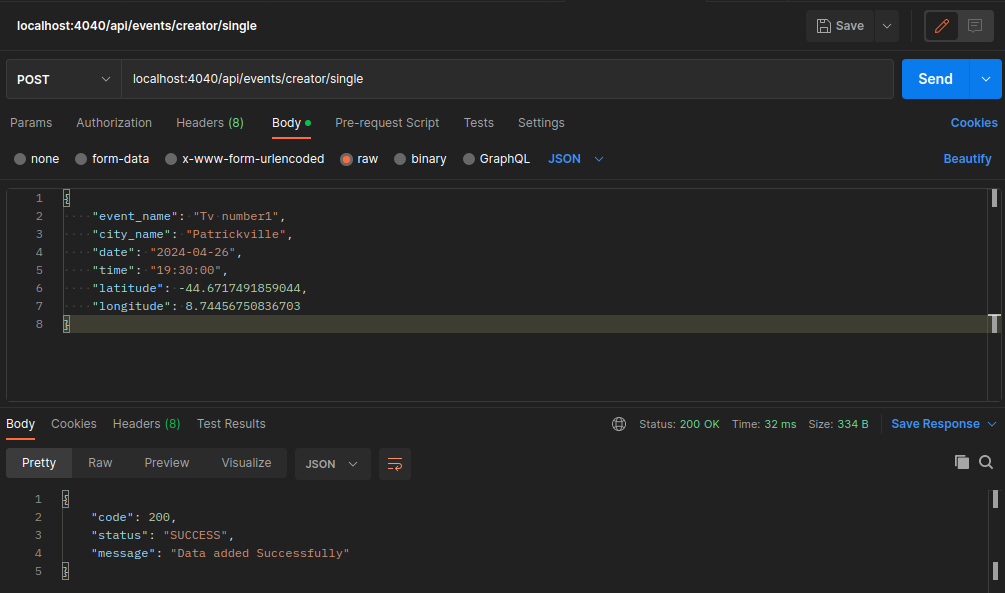 localhost:4040/api/events/creator/single
Save
POST localhost:4040/api/events/creator/single Send
Params Authorization Headers (8) Body Pre-request Script Tests Settings Cookies
none form-data x-www-form-urlencoded raw binary GraphQL JSON Beautify
1 {
2 "event_name": "Tv number1",
3 "city_name": "Patrickville",
4 "date": "2024-04-26",
5 "time": "19:30:00",
6 "latitude": -44.6717491859044,
7 "longitude": 8.74456750836703
8 }
Body Cookies Headers (8) Test Results Status: 200 OK Time: 32 ms Size: 334 B Save Response
Pretty Raw Preview Visualize JSON
1 {
2 "code": 200,
3 "status": "SUCCESS",
4 "message": "Data added Successfully"
5 }